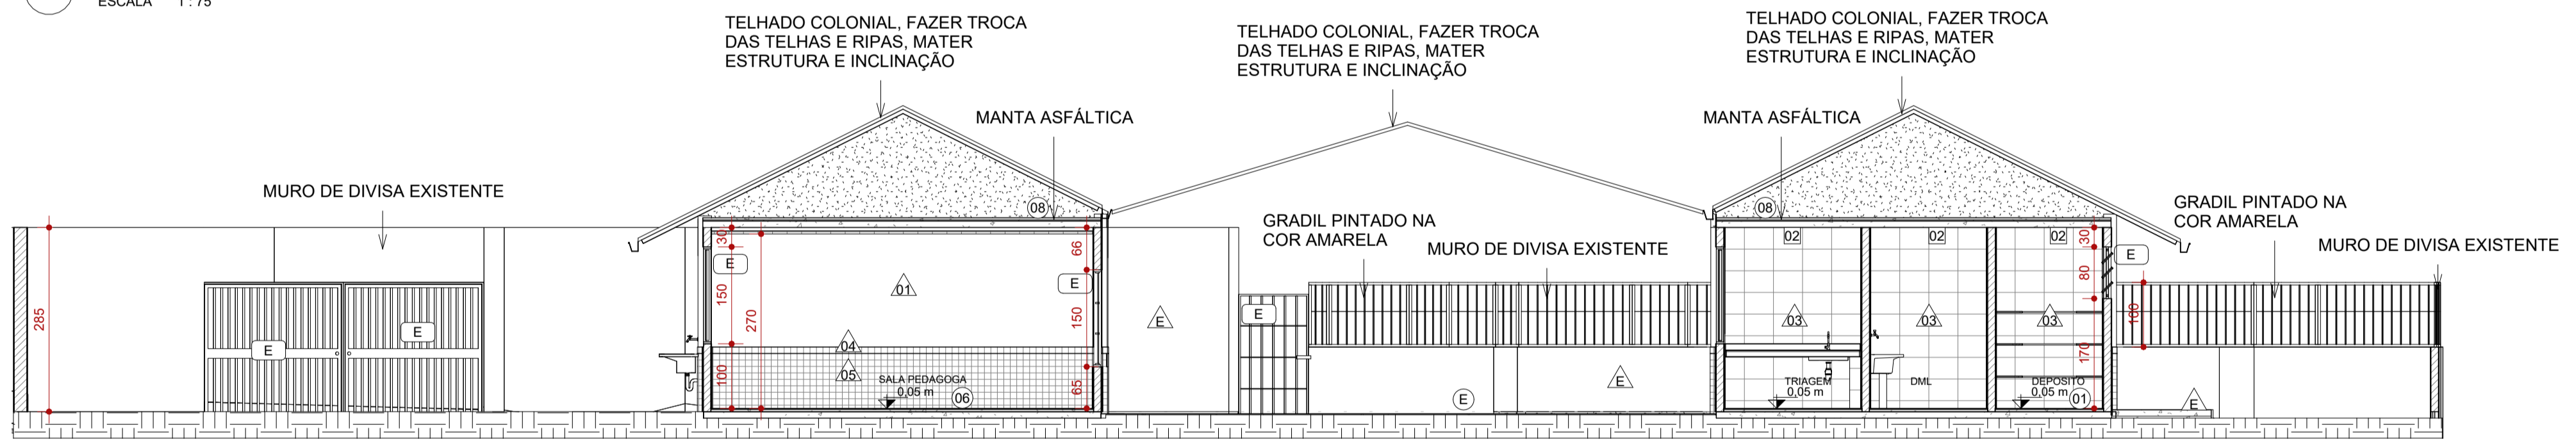 ESCALA 1 : 75
TELHADO COLONIAL, FAZER TROCA
DAS TELHAS E RIPAS, MATER
ESTRUTURA E INCLINAÇÃO
TELHADO COLONIAL, FAZER TROCA
DAS TELHAS E RIPAS, MATER
ESTRUTURA E INCLINAÇÃO
TELHADO COLONIAL, FAZER TROCA
DAS TELHAS E RIPAS, MATER
ESTRUTURA E INCLINAÇÃO
MANTA ASFÁLTICA
MANTA ASFÁLTICA
MURO DE DIVISA EXISTENTE
GRADIL PINTADO NA
COR AMARELA
MURO DE DIVISA EXISTENTE
GRADIL PINTADO NA
COR AMARELA
MURO DE DIVISA EXISTENTE
285
E
E
30
150
100
270
E
01
04
05
SALA PEDAGOGA
0,05 m
06
08
66
150
65
E
E
E
E
E
08
02
02
02
03
03
03
TRIAGEM
0,05 m
DML
DEPOSITO
0,05 m
01
30
80
170
E
100
E